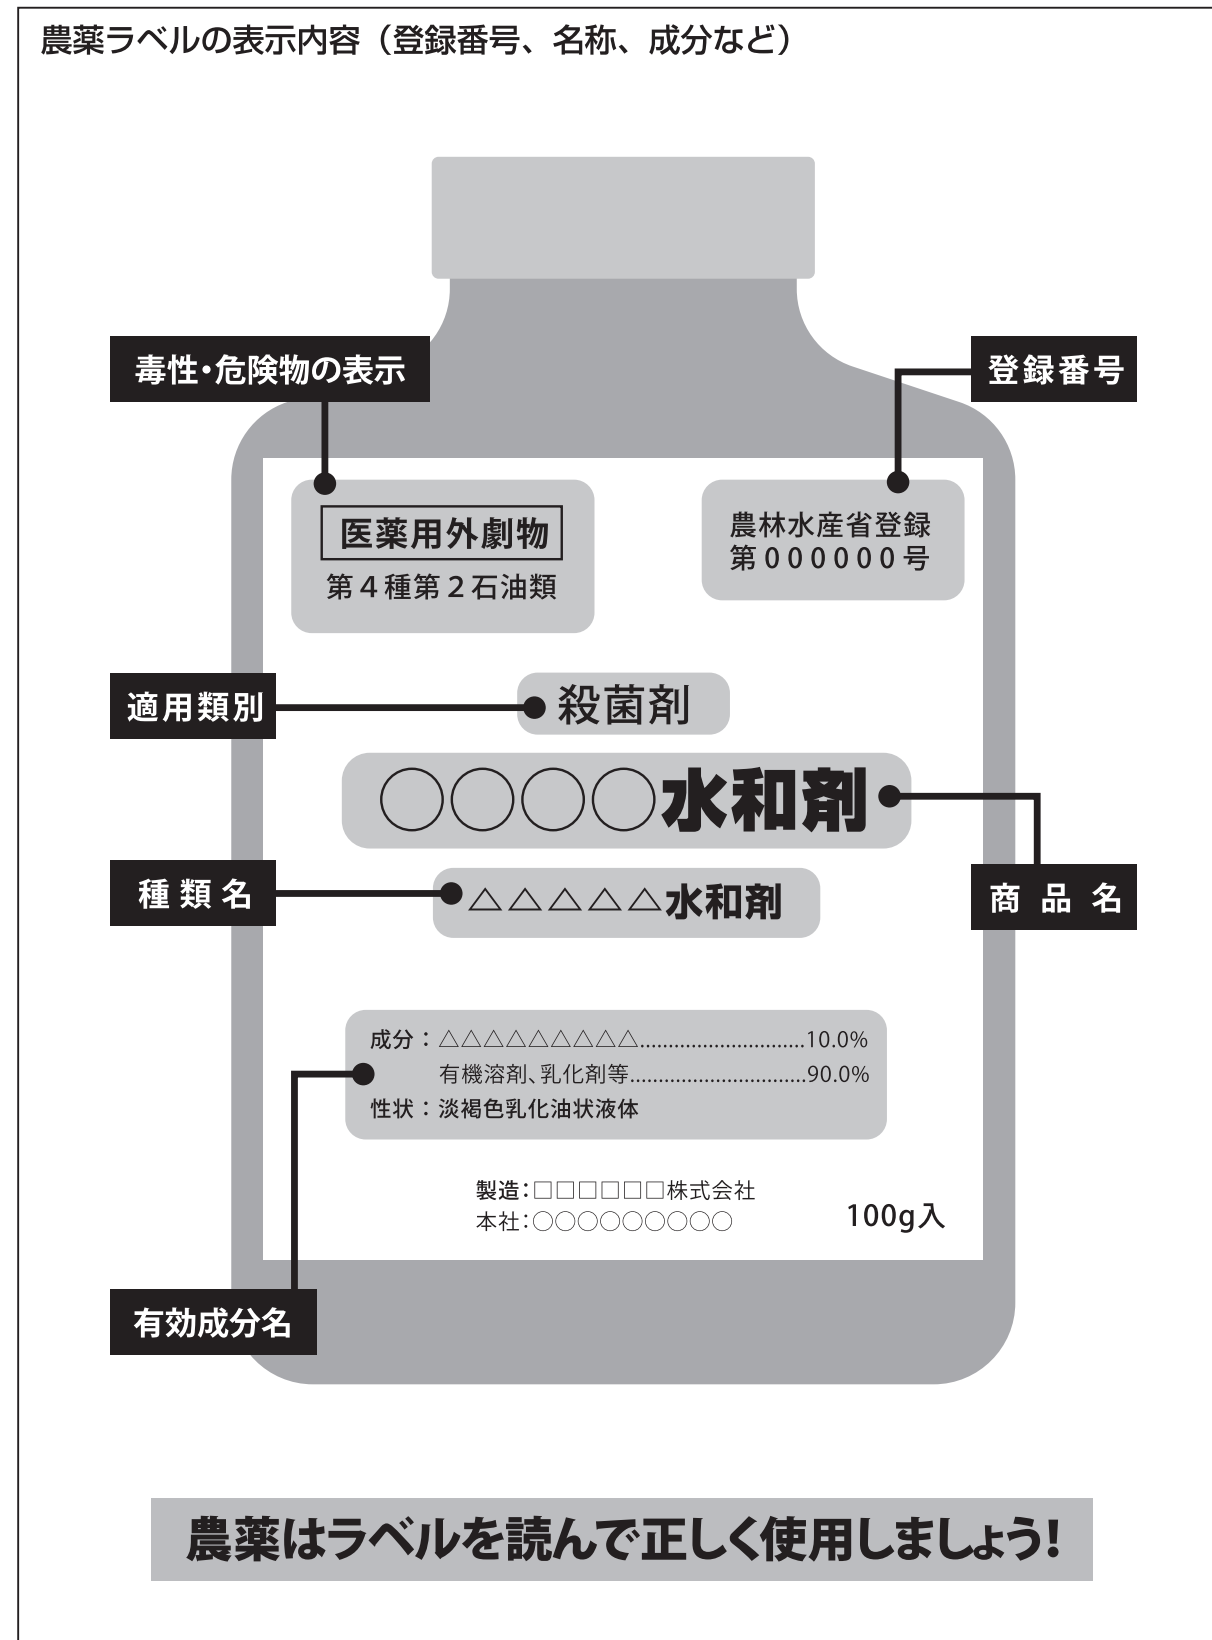 農薬ラベルの表示内容（登録番号、名称、成分など）
毒性・危険物の表示
登録番号
医薬用外劇物
第４種第２石油類
農林水産省登録
第００００００号
適用類別
殺菌剤
〇〇〇〇水和剤
種類名
△△△△△水和剤
商品名
成分：△△△△△△△△△..............................10.0%
有機溶剤、乳化剤等................................90.0%
性状：淡褐色乳化油状液体
製造：□□□□□□株式会社
本社：〇〇〇〇〇〇〇〇〇
100g入
有効成分名
農薬はラベルを読んで正しく使用しましょう！